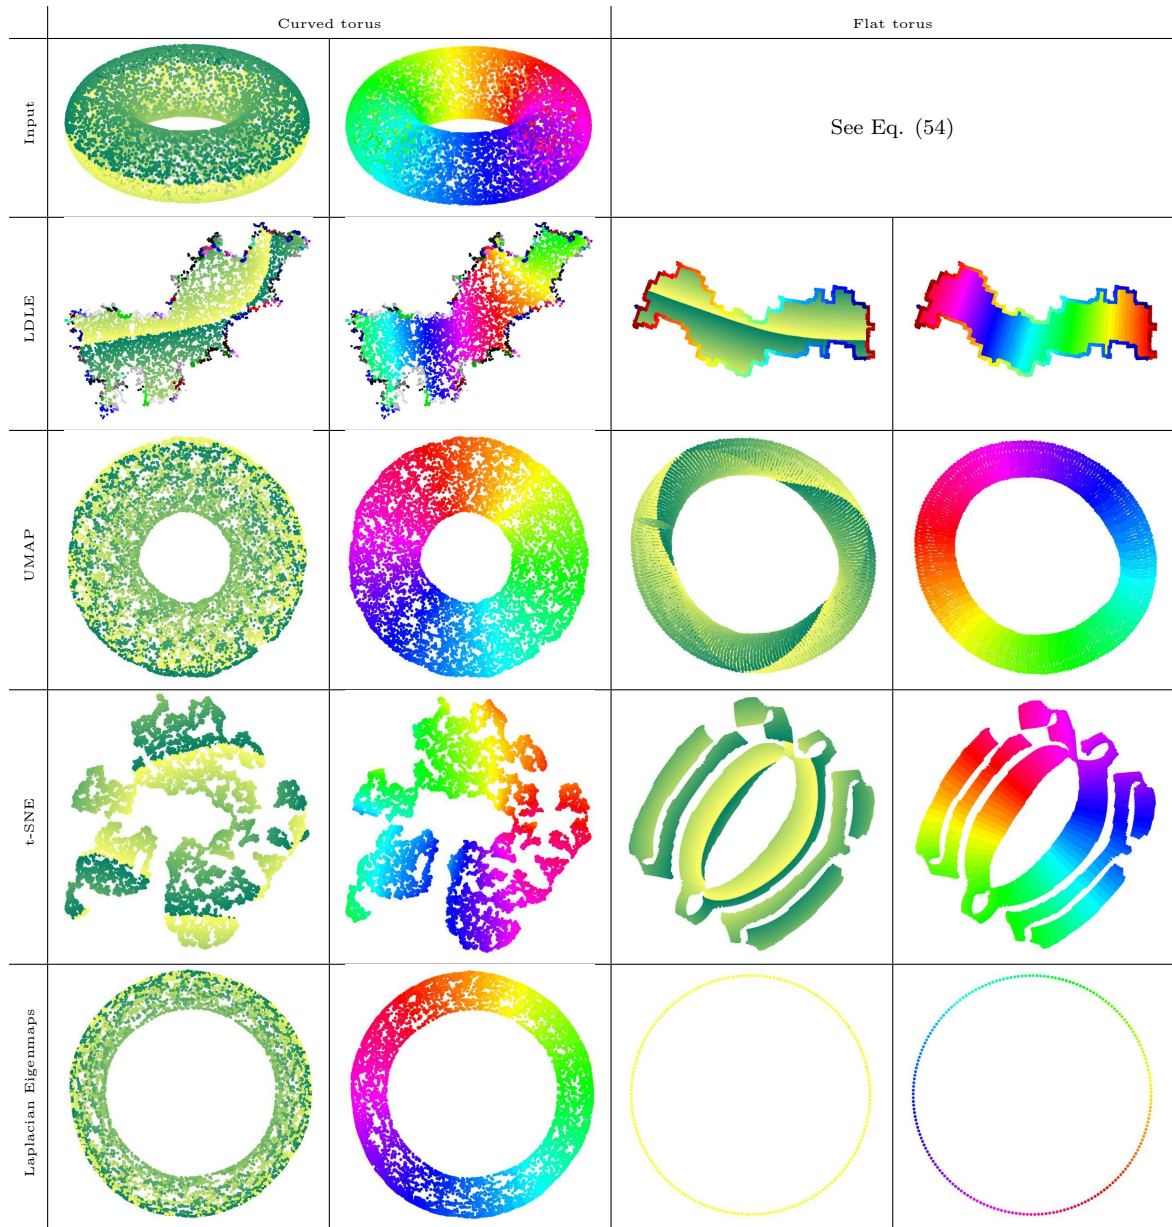 Curved torus
Flat torus
Input
See Eq. (54)
LDLE
UMAP
t-SNE
Laplacian Eigenmaps